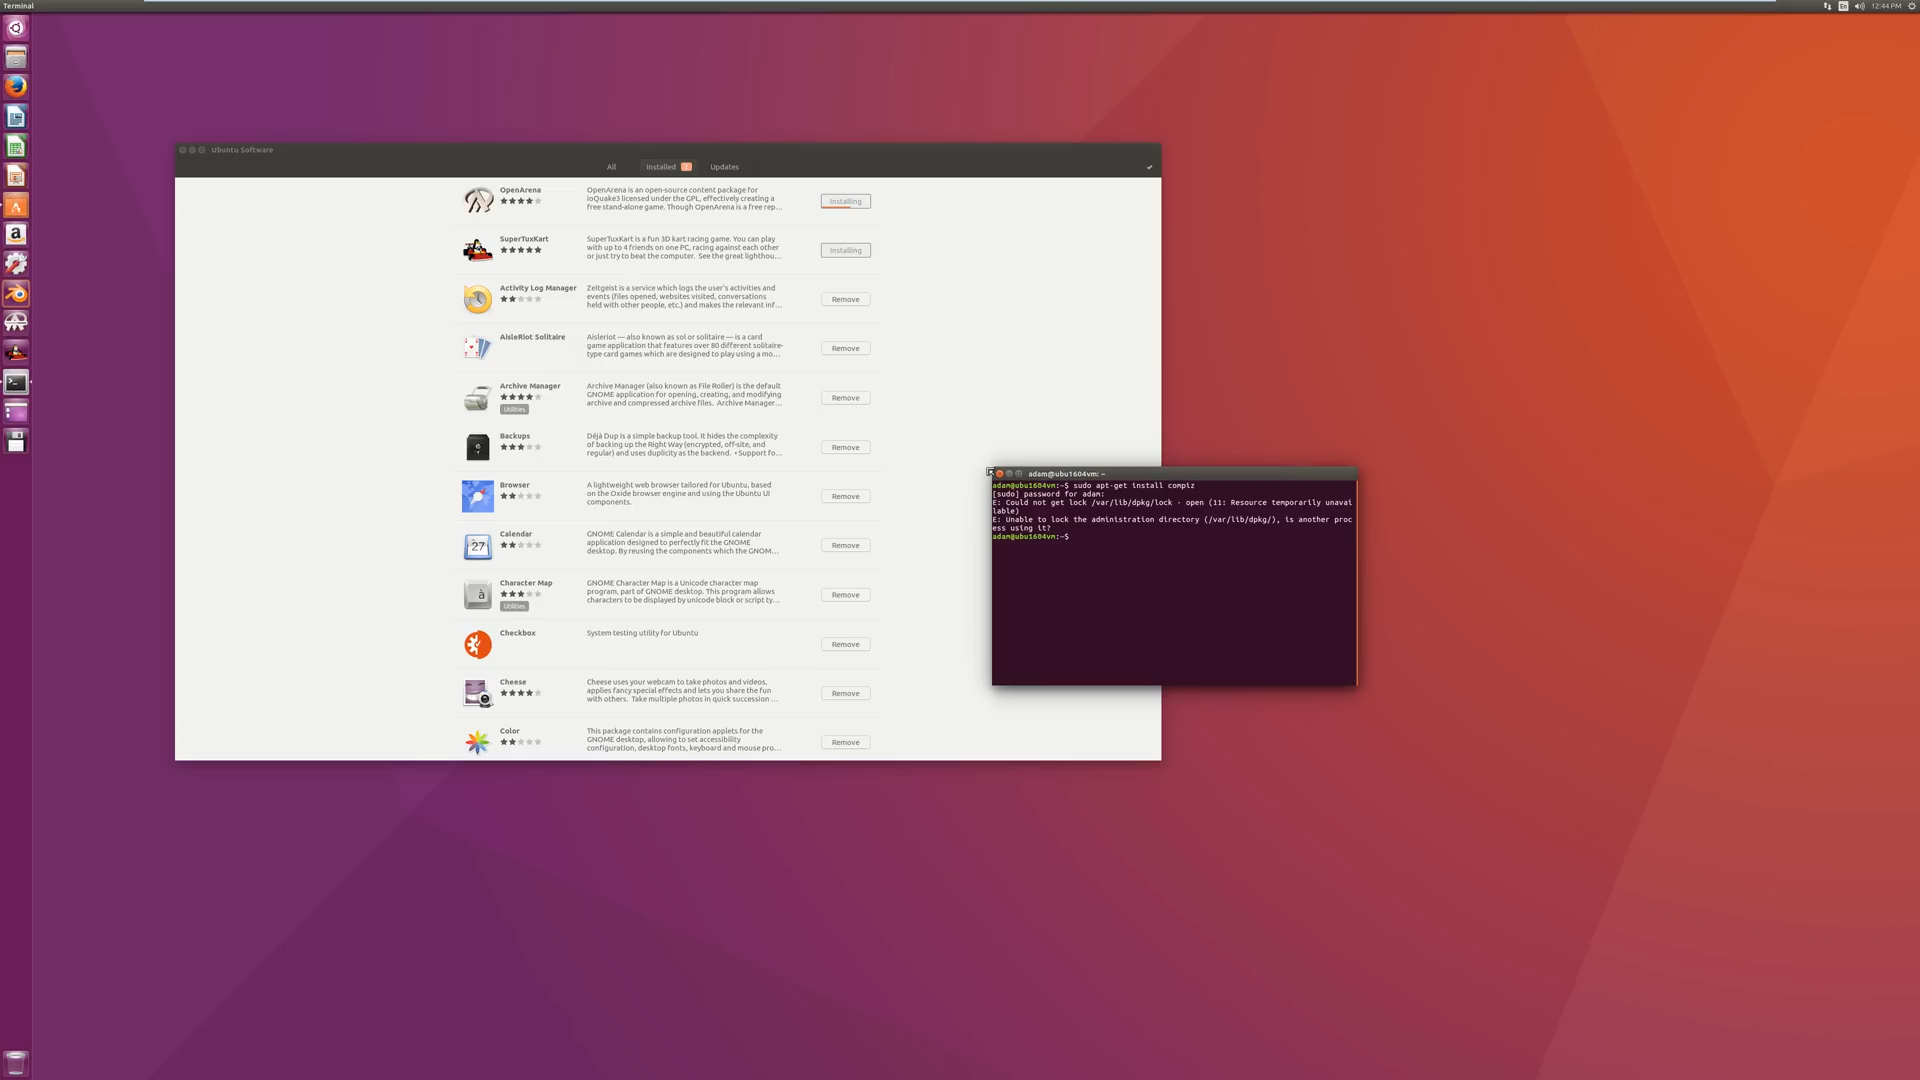 Terminal
En
12:44 PM
Ubuntu Software
All
Installed
Updates
OpenArena
OpenArena is an open-source content package for
ioQuake3 licensed under the GPL, effectively creating a
free stand-alone game. Though OpenArena is a free rep...
Installing
SuperTuxKart
SuperTuxKart is a fun 3D kart racing game. You can play
with up to 4 friends on one PC, racing against each other
or just try to beat the computer. See the great lighthou...
Installing
Activity Log Manager
Zeitgeist is a service which logs the user's activities and
events (files opened, websites visited, conversations
held with other people, etc.) and makes the relevant inf...
Remove
AisleRiot Solitaire
Aisleriot — also known as sol or solitaire — is a card
game application that features over 80 different solitaire-
type card games which are designed to play using a mo...
Remove
Archive Manager
Utilities
Archive Manager (also known as File Roller) is the default
GNOME application for opening, creating, and modifying
archive and compressed archive files. Archive Manager...
Remove
Backups
Déjà Dup is a simple backup tool. It hides the complexity
of backing up the Right Way (encrypted, off-site, and
regular) and uses duplicity as the backend. • Support fo...
Remove
Browser
A lightweight web browser tailored for Ubuntu, based
on the Oxide browser engine and using the Ubuntu UI
components.
Remove
27
Calendar
GNOME Calendar is a simple and beautiful calendar
application designed to perfectly fit the GNOME
desktop. By reusing the components which the GNOM...
Remove
à
Character Map
Utilities
GNOME Character Map is a Unicode character map
program, part of GNOME desktop. This program allows
characters to be displayed by unicode block or script ty...
Remove
Checkbox
System testing utility for Ubuntu
Remove
Cheese
Cheese uses your webcam to take photos and videos,
applies fancy special effects and lets you share the fun
with others. Take multiple photos in quick succession ...
Remove
Color
This package contains configuration applets for the
GNOME desktop, allowing to set accessibility
configuration, desktop fonts, keyboard and mouse pro...
Remove
adam@ubu1604vm: ~
adam@ubu1604vm:~$ sudo apt-get install compiz
[sudo] password for adam:
E: Could not get lock /var/lib/dpkg/lock - open (11: Resource temporarily unavai
lable)
E: Unable to lock the administration directory (/var/lib/dpkg/), is another proc
ess using it?
adam@ubu1604vm:~$